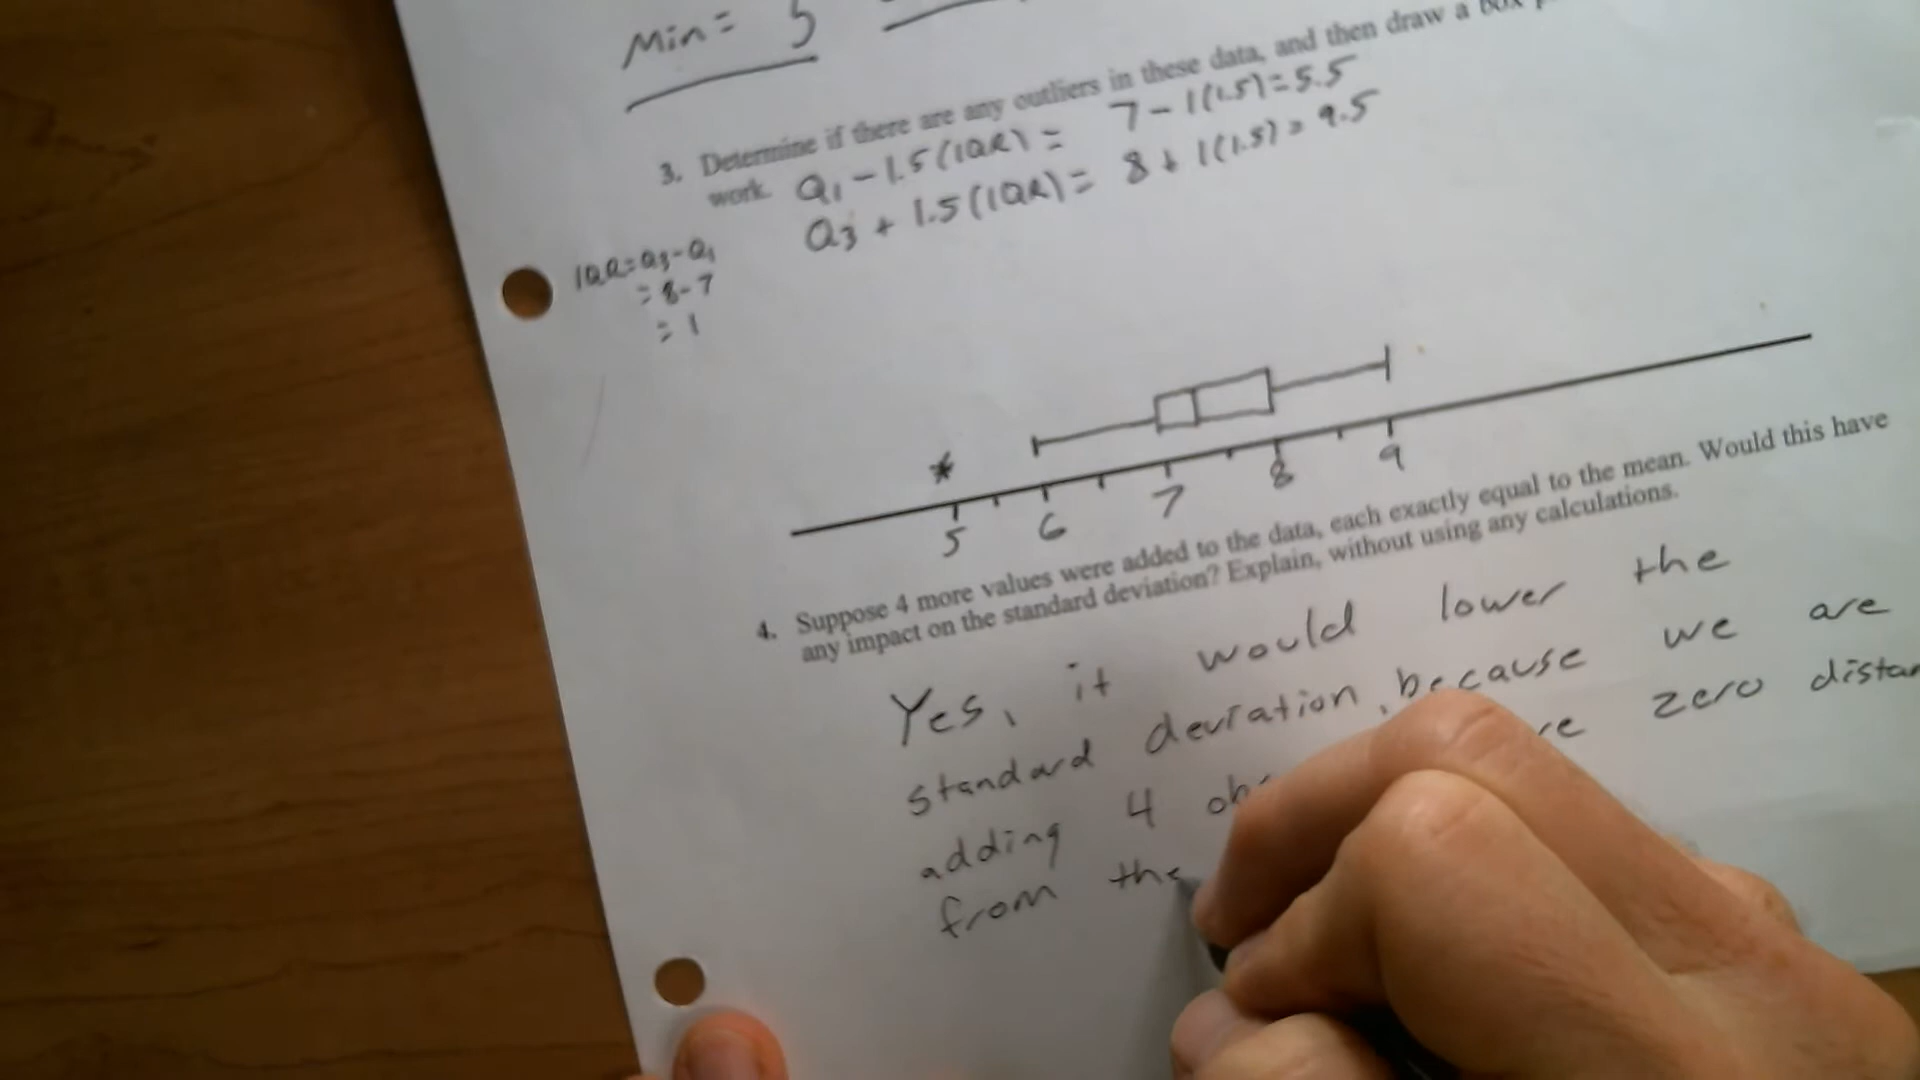 Min = 5
3. Determine if there are any outliers in these data, and then draw a box
work. Q1 - 1.5(IQR) = 7 - 1(1.5) = 5.5
Q3 + 1.5(IQR) = 8 + 1(1.5) = 9.5
IQR = Q3 - Q1
= 8 - 7
= 1
*
5 6 7 8 9
4. Suppose 4 more values were added to the data, each exactly equal to the mean. Would this have
any impact on the standard deviation? Explain, without using any calculations.
Yes, it would lower the
standard deviation, because we are
adding 4 zero
from the